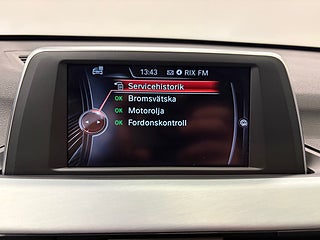 13:43 RIX FM
Servicehistorik
OK Bromsvätska
OK Motorolja
OK Fordonskontroll